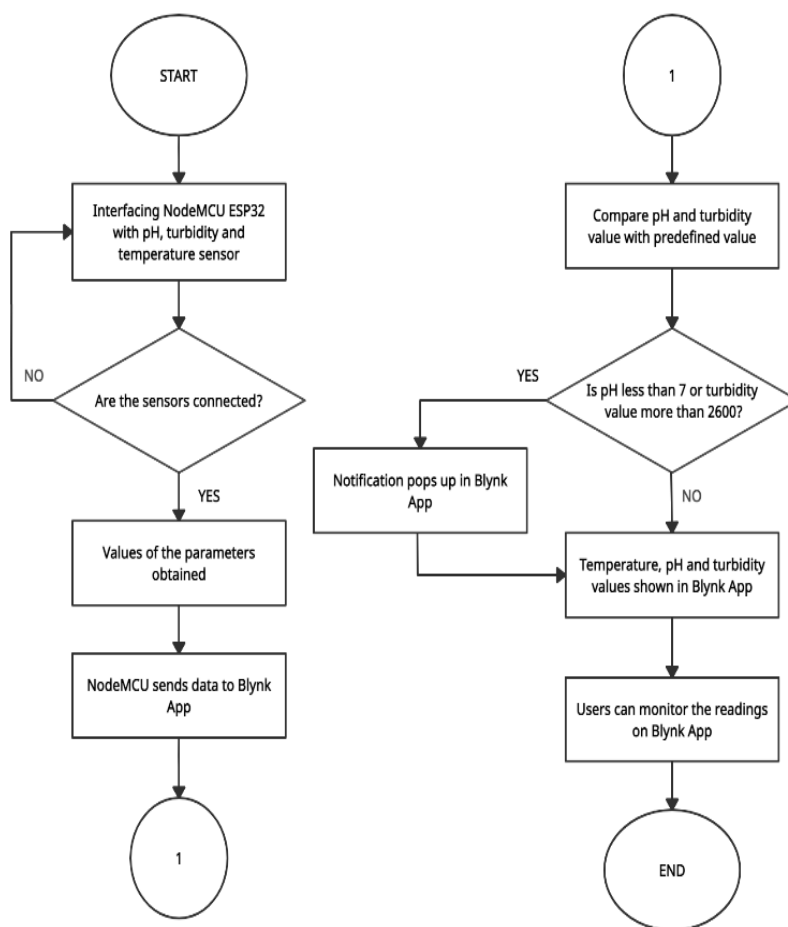 START
Interfacing NodeMCU ESP32
with pH, turbidity and
temperature sensor
NO
Are the sensors connected?
YES
Values of the parameters
obtained
NodeMCU sends data to Blynk
App
1
1
Compare pH and turbidity
value with predefined value
YES
Is pH less than 7 or turbidity
value more than 2600?
Notification pops up in Blynk
App
NO
Temperature, pH and turbidity
values shown in Blynk App
Users can monitor the readings
on Blynk App
END